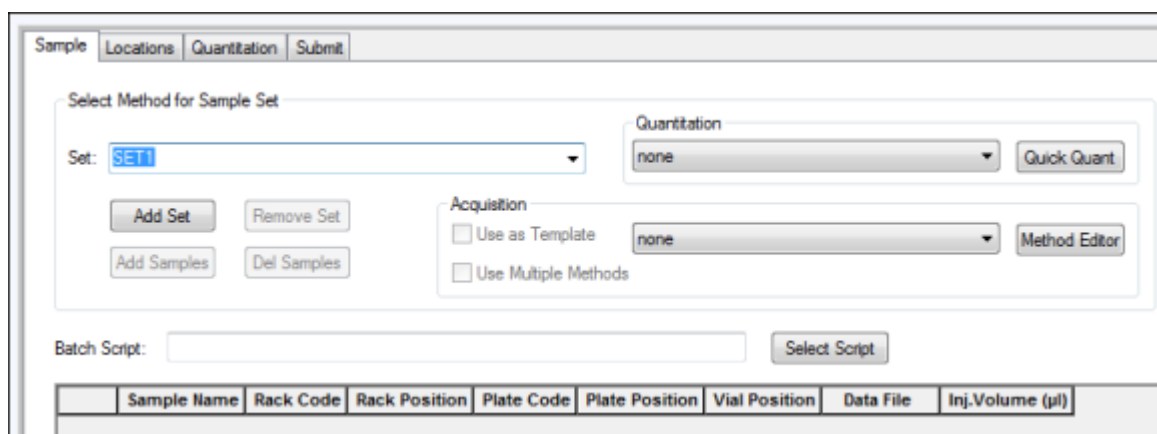 Sample Locations Quantitation Submit
Select Method for Sample Set
Quantitation
Set: SET1 none Quick Quant
Acquisition
Add Set Remove Set Use as Template none Method Editor
Add Samples Del Samples Use Multiple Methods
Batch Script: Select Script
Sample Name Rack Code Rack Position Plate Code Plate Position Vial Position Data File Inj.Volume (µl)